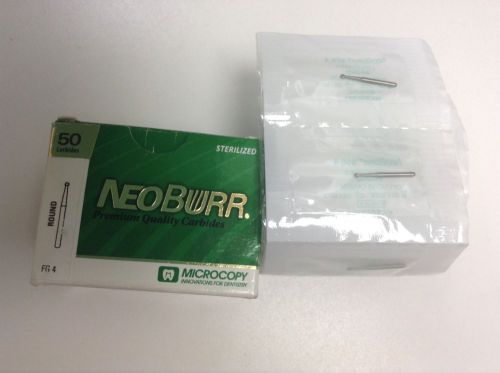 50
Carbides
STERILIZED
NEOBURR.
Premium Quality Carbides
ROUND
FG 4
MICROCOPY
INNOVATIONS FOR DENTISTRY